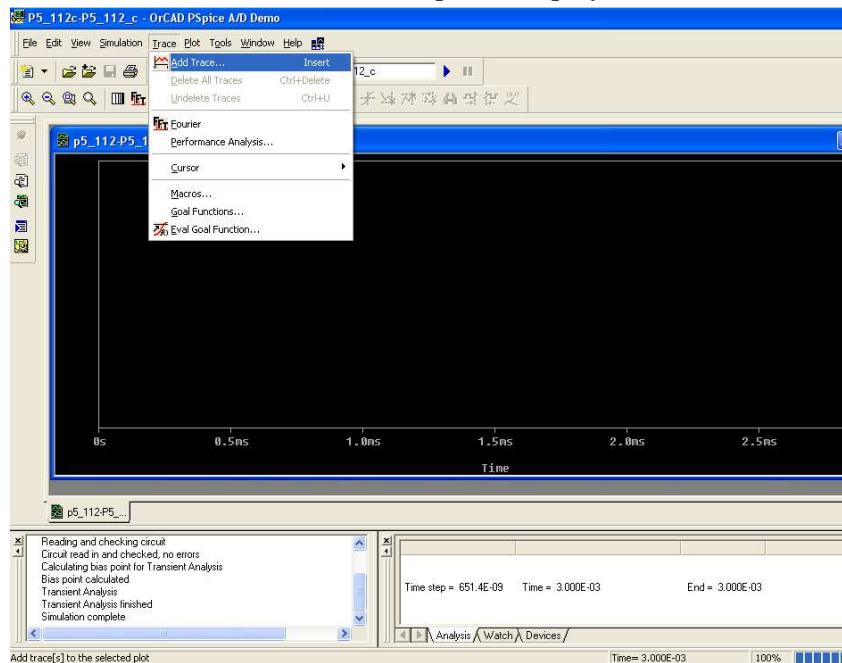 P5_112c-P5_112_c - OrCAD PSpice A/D Demo
File Edit View Simulation Trace Plot Tools Window Help
Add Trace... Insert
12_c
Delete All Traces Ctrl+Delete
Undelete Traces Ctrl+U
FFT
FFT Fourier
p5_112-P5_1
Performance Analysis...
Cursor
Macros...
Goal Functions...
Eval Goal Function...
0s 0.5ms 1.0ms 1.5ms 2.0ms 2.5ms
Time
p5_112-P5_...
Reading and checking circuit
Circuit read in and checked, no errors
Calculating bias point for Transient Analysis
Bias point calculated
Transient Analysis
Transient Analysis finished
Simulation complete
Time step = 651.4E-09 Time = 3.000E-03 End = 3.000E-03
Analysis Watch Devices
Add trace[s] to the selected plot
Time= 3.000E-03 100%